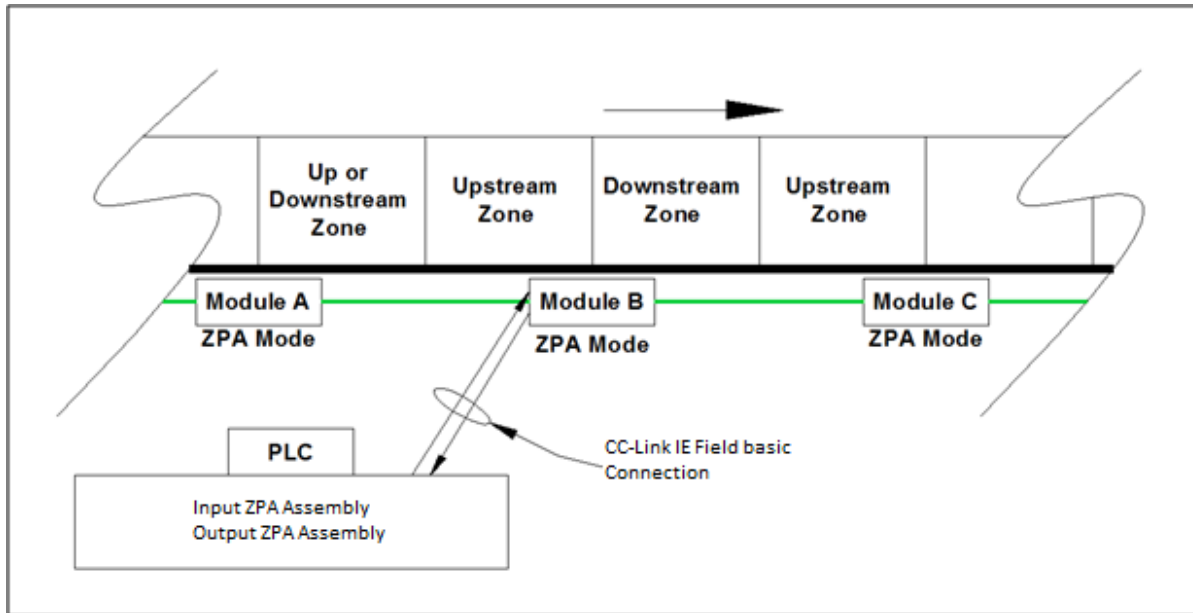 Up or
Downstream
Zone
Upstream
Zone
Downstream
Zone
Upstream
Zone
Module A
ZPA Mode
Module B
ZPA Mode
Module C
ZPA Mode
PLC
Input ZPA Assembly
Output ZPA Assembly
CC-Link IE Field basic
Connection